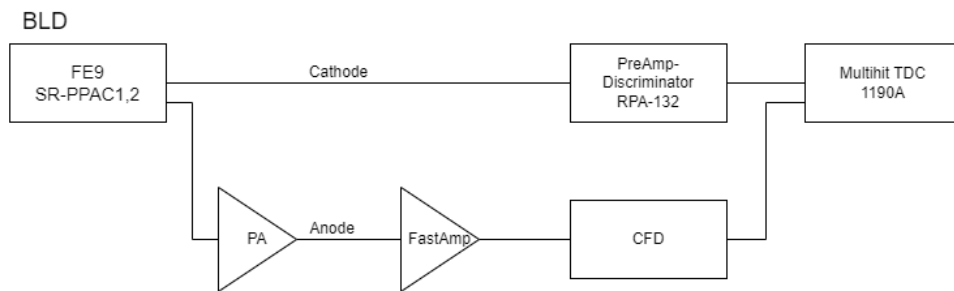 BLD
FE9
SR-PPAC1,2
Cathode
PreAmp-
Discriminator
RPA-132
Multihit TDC
1190A
PA
Anode
FastAmp
CFD